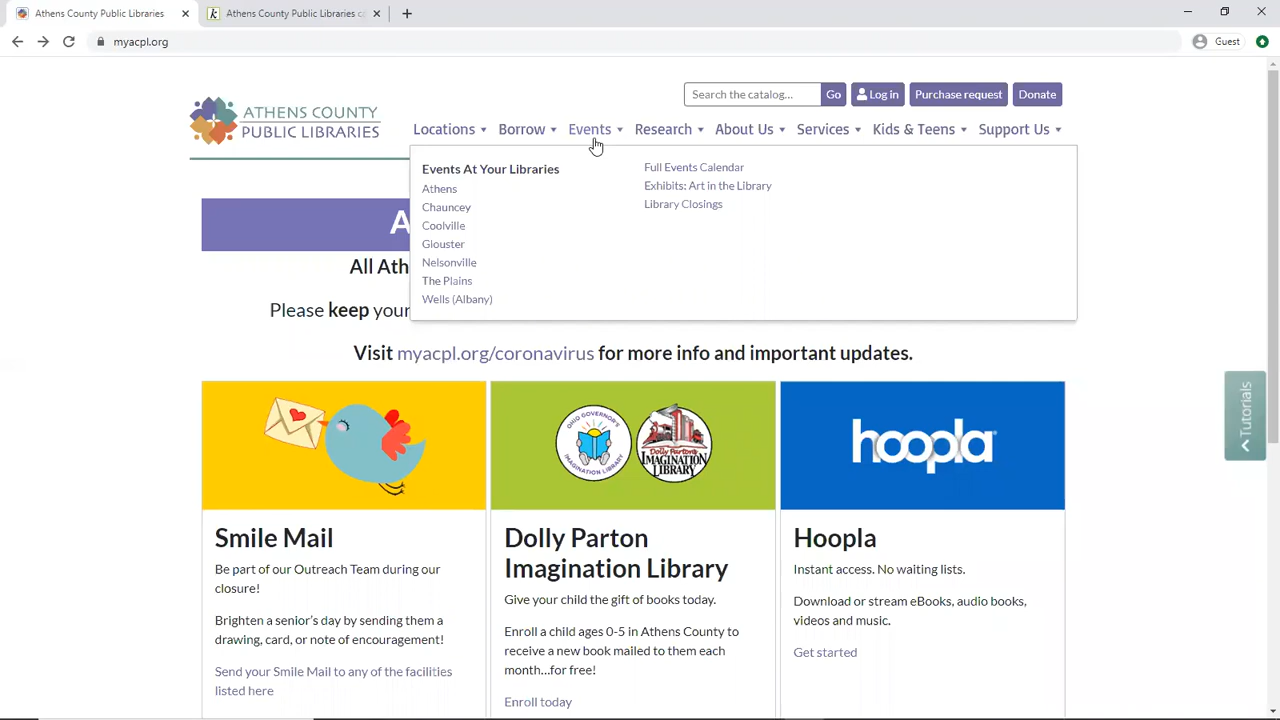 Athens County Public Libraries
Athens County Public Libraries c
myacpl.org
Guest
ATHENS COUNTY
PUBLIC LIBRARIES
Search the catalog...
Go
Log in
Purchase request
Donate
Locations
Borrow
Events
Research
About Us
Services
Kids & Teens
Support Us
Events At Your Libraries
Athens
Chauncey
Coolville
Glouster
Nelsonville
The Plains
Wells (Albany)
Full Events Calendar
Exhibits: Art in the Library
Library Closings
A
All Ath
Please keep your
Visit myacpl.org/coronavirus for more info and important updates.
Smile Mail
Be part of our Outreach Team during our
closure!
Brighten a senior's day by sending them a
drawing, card, or note of encouragement!
Send your Smile Mail to any of the facilities
listed here
OHIO GOVERNOR'S
IMAGINATION LIBRARY
DOLLY PARTON'S
IMAGINATION
LIBRARY
Dolly Parton
Imagination Library
Give your child the gift of books today.
Enroll a child ages 0-5 in Athens County to
receive a new book mailed to them each
month...for free!
Enroll today
hoopla
Hoopla
Instant access. No waiting lists.
Download or stream eBooks, audio books,
videos and music.
Get started
Tutorials